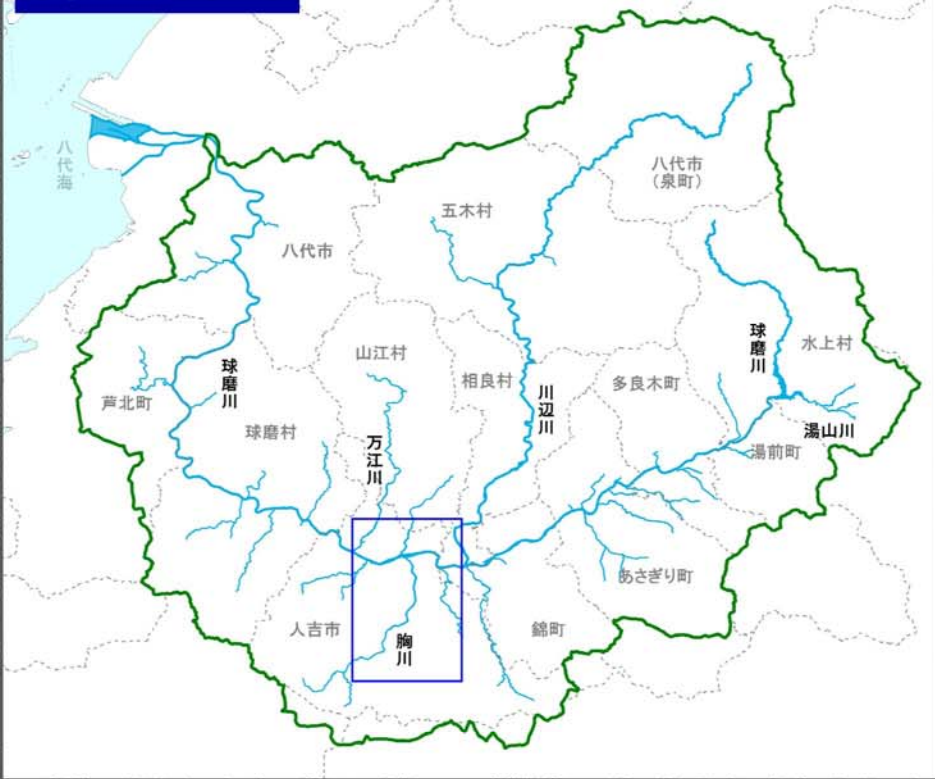 八代海
八代市
(泉町)
五木村
八代市
球磨川
水上村
山江村
相良村
多良木町
球磨川
芦北町
川辺川
球磨村
万江川
湯山川
湯前町
あさぎり町
人吉市
胸川
錦町